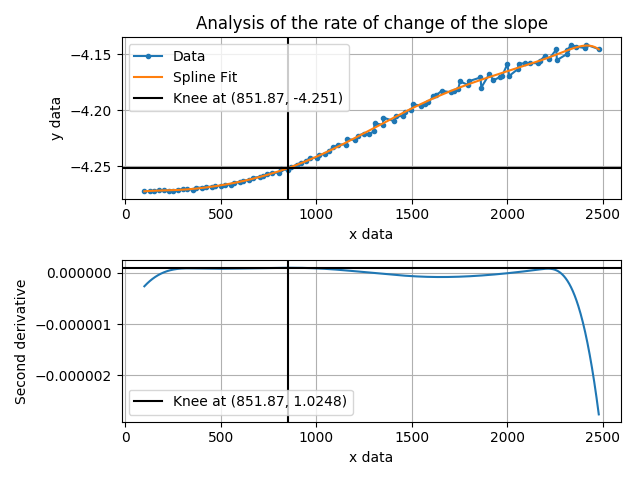 Analysis of the rate of change of the slope
y data
−4.15
−4.20
−4.25
Data
Spline Fit
Knee at (851.87, -4.251)
0 500 1000 1500 2000 2500
x data
Second derivative
0.000000
−0.000001
−0.000002
Knee at (851.87, 1.0248)
0 500 1000 1500 2000 2500
x data